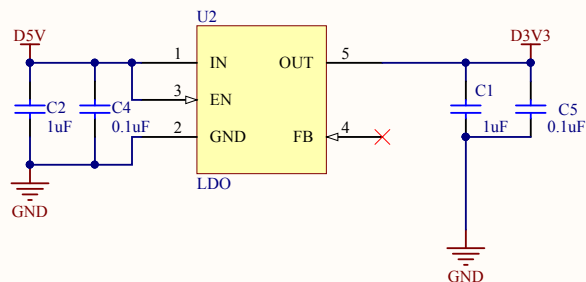 U2
D5V
D3V3
1
IN
OUT
5
3
EN
C2
1uF
C4
0.1uF
2
GND
FB
4
C1
1uF
C5
0.1uF
LDO
GND
GND